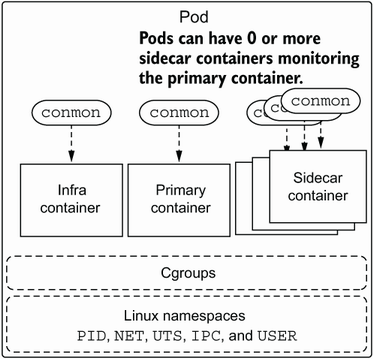 Pod
Pods can have 0 or more
sidecar containers monitoring
the primary container.
conmon
conmon
conmon
Infra
container
Primary
container
Sidecar
container
Cgroups
Linux namespaces
PID, NET, UTS, IPC, and USER